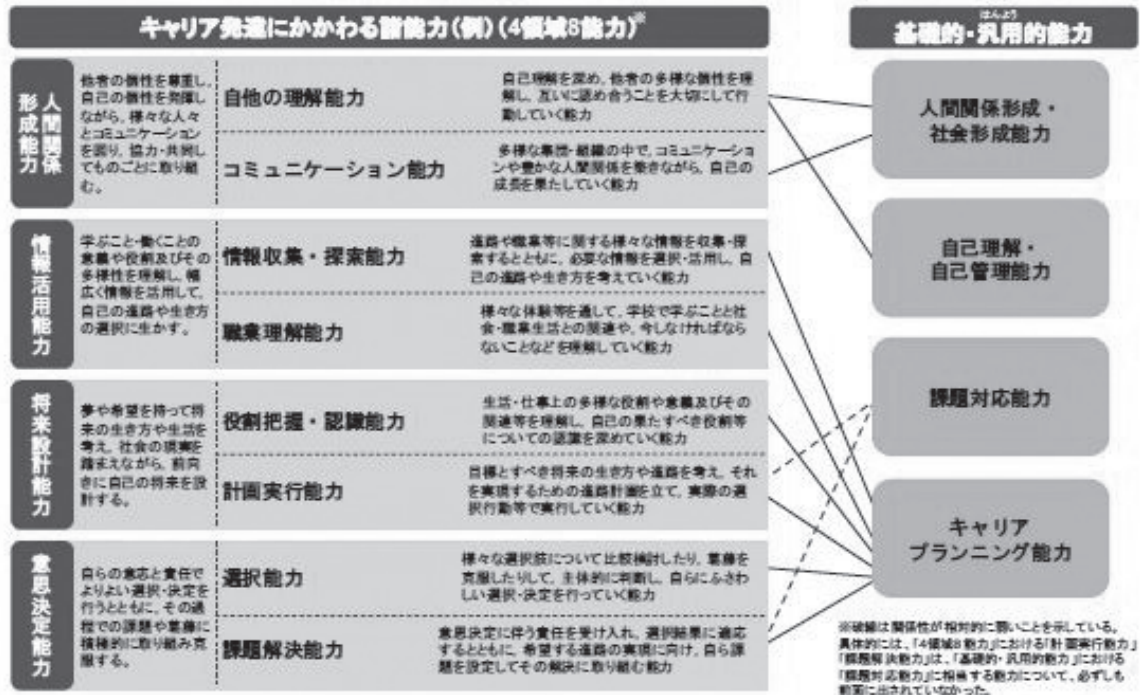 キャリア発達にかかわる諸能力(例)(4領域8能力)※
人間関係
形成能力
他者の個性を尊重し、
自己の個性を発揮し
ながら、様々な人々
とコミュニケーション
を図り、協力・共同し
てものごとに取り組
む。
自他の理解能力
自己理解を深め、他者の多様な個性を理
解し、互いに認め合うことを大切にして行
動していく能力
コミュニケーション能力
多様な集団・組織の中で、コミュニケーショ
ンや豊かな人間関係を築きながら、自己の
成長を果たしていく能力
情報活用能力
学ぶこと・働くことの
意義や役割及びその
多様性を理解し、幅
広く情報を活用して、
自己の進路や生き方
の選択に生かす。
情報収集・探索能力
進路や職業等に関する様々な情報を収集・探
索するとともに、必要な情報を選択・活用し、自
己の進路や生き方を考えていく能力
職業理解能力
様々な体験等を通して、学校で学ぶことと社
会・職業生活との関連や、今しなければなら
ないことなどを理解していく能力
将来設計能力
夢や希望を持って将
来の生き方や生活を
考え、社会の現実を
踏まえながら、前向
きに自己の将来を設
計する。
役割把握・認識能力
生活・仕事上の多様な役割や意義及びその
関連等を理解し、自己の果たすべき役割等
についての認識を深めていく能力
計画実行能力
目標とすべき将来の生き方や進路を考え、それ
を実現するための進路計画を立て、実際の選
択行動等で実行していく能力
意思決定能力
自らの意志と責任で
よりよい選択・決定を
行うとともに、その過
程での課題や葛藤に
積極的に取り組み克
服する。
選択能力
様々な選択肢について比較検討したり、葛藤を
克服したりして、主体的に判断し、自らにふさわ
しい選択・決定を行っていく能力
課題解決能力
意思決定に伴う責任を受け入れ、選択結果に適応
するとともに、希望する進路の実現に向け、自ら課
題を設定してその解決に取り組む能力
はんよう
基礎的・汎用的能力
人間関係形成・
社会形成能力
自己理解・
自己管理能力
課題対応能力
キャリア
プランニング能力
※破線は関係性が相対的に弱いことを示している。
具体的には、「4領域8能力」における「計画実行能力」
「課題解決能力」は、「基礎的・汎用的能力」における
「課題対応能力」に相当する能力について、必ずしも
前面に出されていなかった。